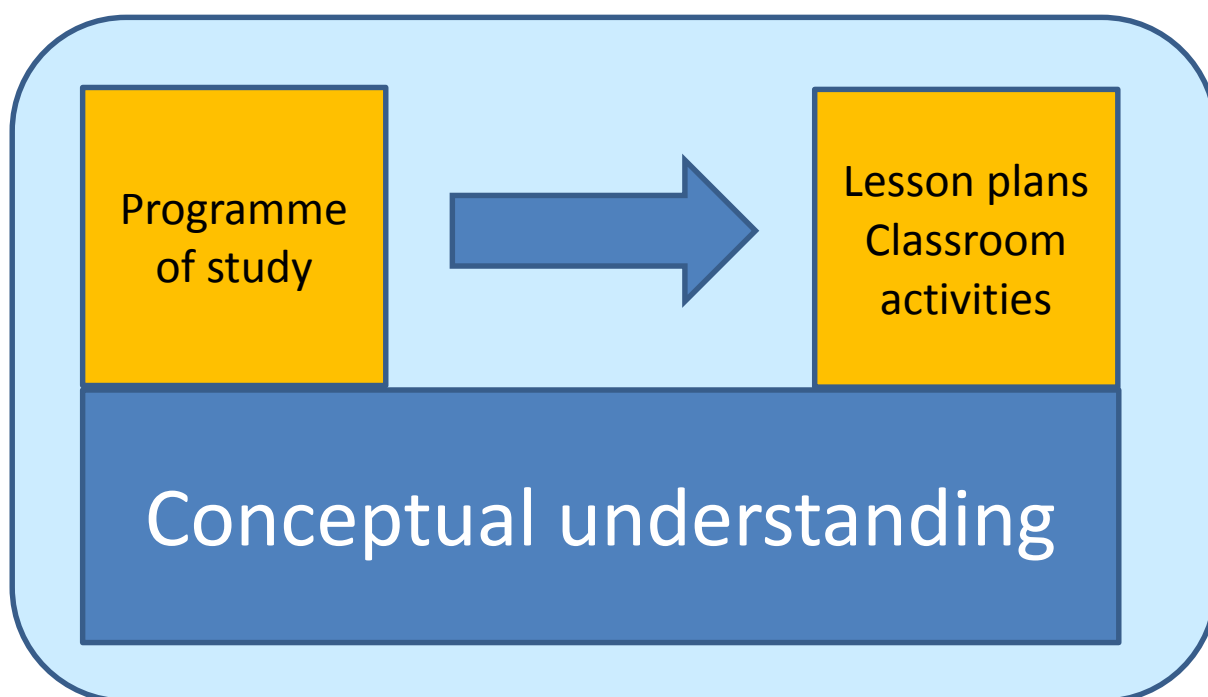 Programme
of study
Lesson plans
Classroom
activities
Conceptual understanding